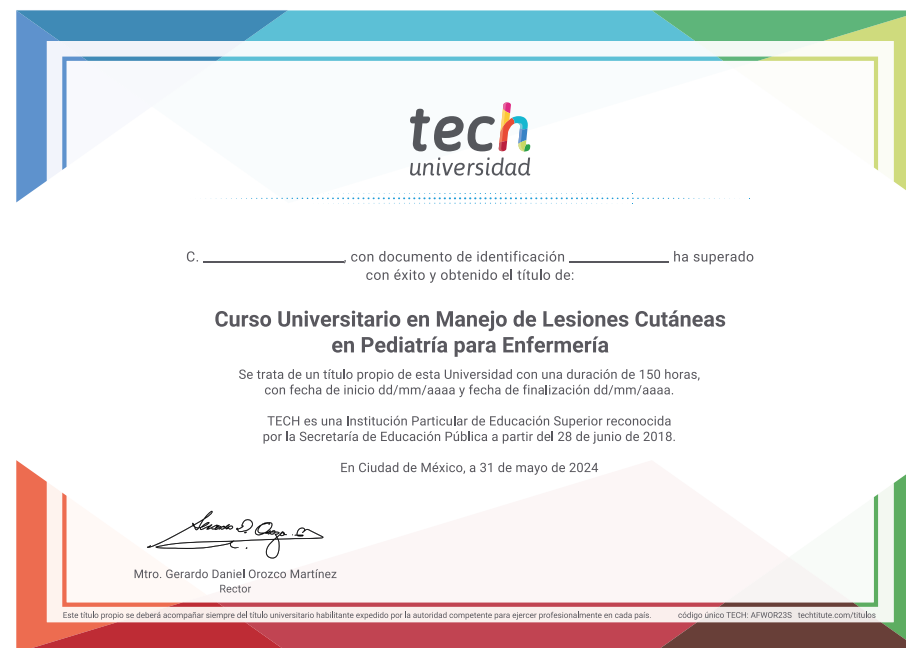 tech
universidad
C. ____________, con documento de identificación ____________ ha superado
con éxito y obtenido el título de:
Curso Universitario en Manejo de Lesiones Cutáneas
en Pediatría para Enfermería
Se trata de un título propio de esta Universidad con una duración de 150 horas,
con fecha de inicio dd/mm/aaaa y fecha de finalización dd/mm/aaaa.
TECH es una Institución Particular de Educación Superior reconocida
por la Secretaría de Educación Pública a partir del 28 de junio de 2018.
En Ciudad de México, a 31 de mayo de 2024
Mtro. Gerardo Daniel Orozco Martínez
Rector
Este título propio se deberá acompañar siempre del título universitario habilitante expedido por la autoridad competente para ejercer profesionalmente en cada país. código único TECH: AFWOR23S techtitute.com/titulos